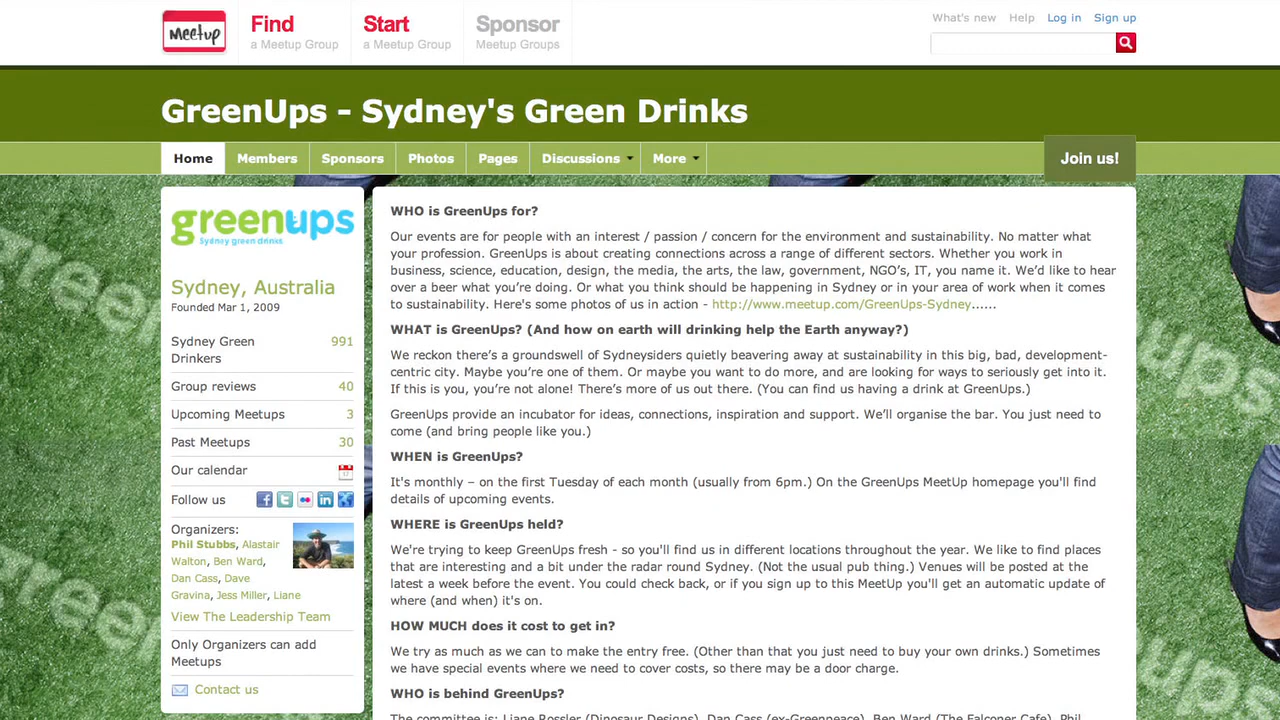 Meetup
Find
a Meetup Group
Start
a Meetup Group
Sponsor
Meetup Groups
What's new Help Log in Sign up
GreenUps - Sydney's Green Drinks
Home Members Sponsors Photos Pages Discussions More
Join us!
greenups
Sydney green drinks
Sydney, Australia
Founded Mar 1, 2009
Sydney Green
Drinkers 991
Group reviews 40
Upcoming Meetups 3
Past Meetups 30
Our calendar
Follow us
Organizers:
Phil Stubbs, Alastair
Walton, Ben Ward,
Dan Cass, Dave
Gravina, Jess Miller, Liane
View The Leadership Team
Only Organizers can add
Meetups
Contact us
WHO is GreenUps for?
Our events are for people with an interest / passion / concern for the environment and sustainability. No matter what
your profession. GreenUps is about creating connections across a range of different sectors. Whether you work in
business, science, education, design, the media, the arts, the law, government, NGO’s, IT, you name it. We’d like to hear
over a beer what you’re doing. Or what you think should be happening in Sydney or in your area of work when it comes
to sustainability. Here's some photos of us in action - http://www.meetup.com/GreenUps-Sydney......
WHAT is GreenUps? (And how on earth will drinking help the Earth anyway?)
We reckon there’s a groundswell of Sydneysiders quietly beavering away at sustainability in this big, bad, development-
centric city. Maybe you’re one of them. Or maybe you want to do more, and are looking for ways to seriously get into it.
If this is you, you’re not alone! There’s more of us out there. (You can find us having a drink at GreenUps.)
GreenUps provide an incubator for ideas, connections, inspiration and support. We’ll organise the bar. You just need to
come (and bring people like you.)
WHEN is GreenUps?
It's monthly – on the first Tuesday of each month (usually from 6pm.) On the GreenUps MeetUp homepage you'll find
details of upcoming events.
WHERE is GreenUps held?
We're trying to keep GreenUps fresh - so you'll find us in different locations throughout the year. We like to find places
that are interesting and a bit under the radar round Sydney. (Not the usual pub thing.) Venues will be posted at the
latest a week before the event. You could check back, or if you sign up to this MeetUp you'll get an automatic update of
where (and when) it's on.
HOW MUCH does it cost to get in?
We try as much as we can to make the entry free. (Other than that you just need to buy your own drinks.) Sometimes
we have special events where we need to cover costs, so there may be a door charge.
WHO is behind GreenUps?
The committee is: Liane Rossler (Dinosaur Designs), Dan Cass (ex-Greenpeace), Ben Ward (The Falconer Cafe), Phil